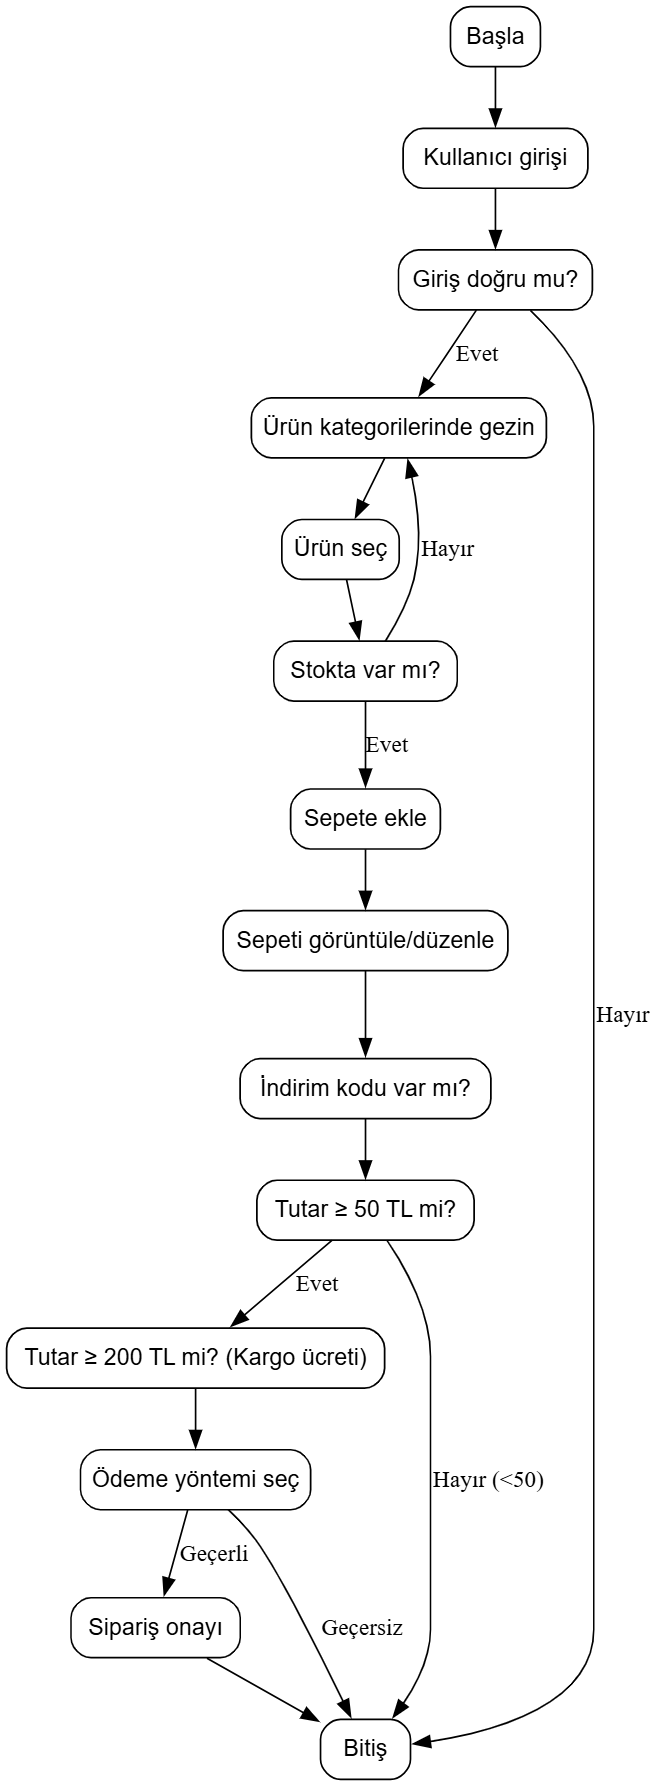 Başla
Kullanıcı girişi
Giriş doğru mu?
Evet
Ürün kategorilerinde gezin
Ürün seç
Hayır
Stokta var mı?
Evet
Sepete ekle
Sepeti görüntüle/düzenle
Hayır
İndirim kodu var mı?
Tutar ≥ 50 TL mi?
Evet
Tutar ≥ 200 TL mi? (Kargo ücreti)
Ödeme yöntemi seç
Hayır (<50)
Geçerli
Sipariş onayı
Geçersiz
Bitiş